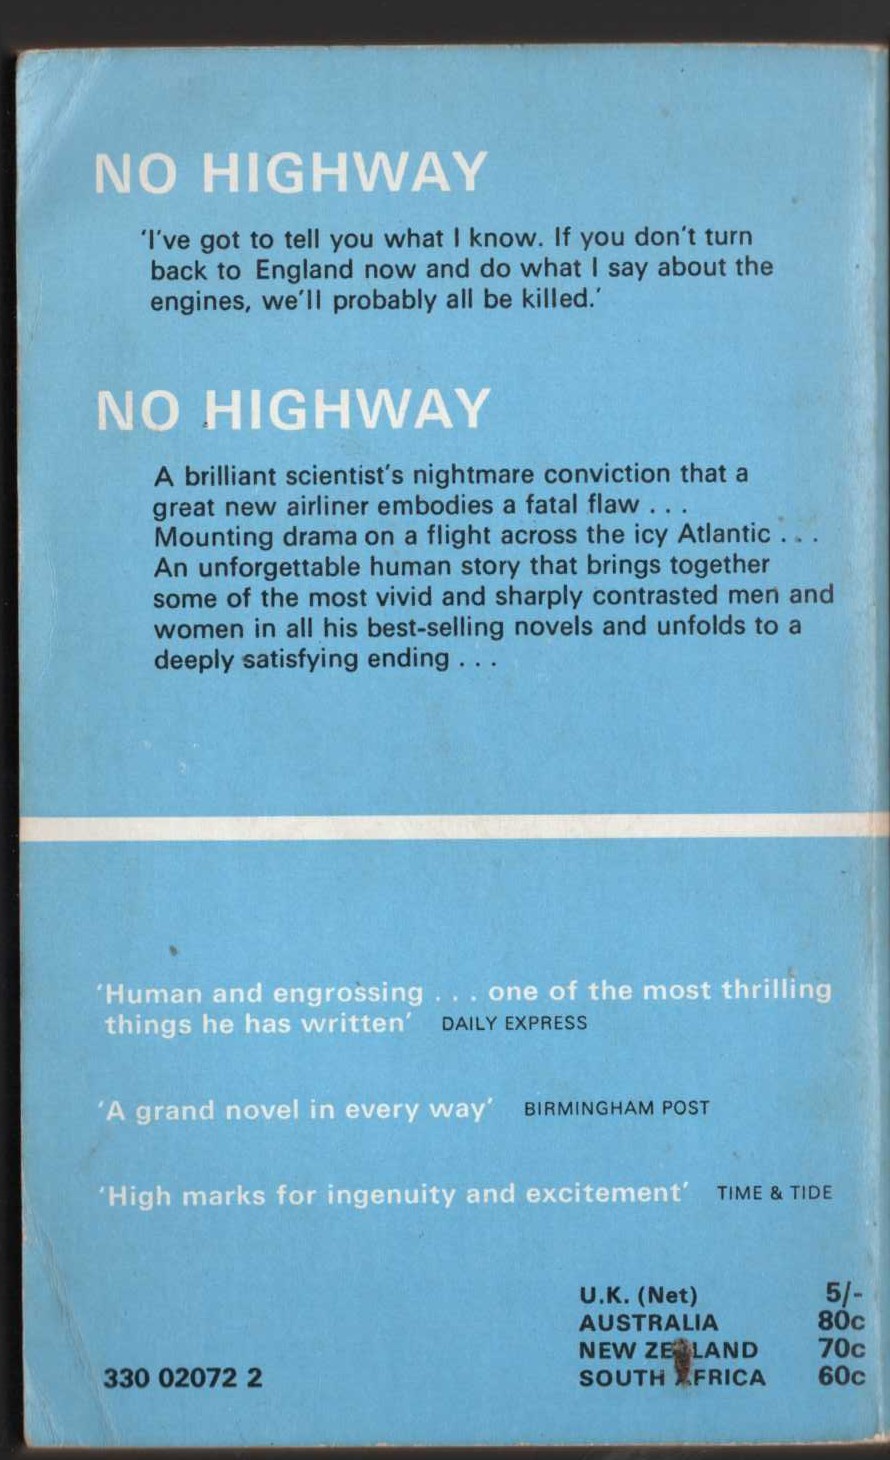 NO HIGHWAY
'I've got to tell you what I know. If you don't turn
back to England now and do what I say about the
engines, we'll probably all be killed.'
NO HIGHWAY
A brilliant scientist's nightmare conviction that a
great new airliner embodies a fatal flaw . . .
Mounting drama on a flight across the icy Atlantic . . .
An unforgettable human story that brings together
some of the most vivid and sharply contrasted men and
women in all his best-selling novels and unfolds to a
deeply satisfying ending . . .
'Human and engrossing . . . one of the most thrilling
things he has written' DAILY EXPRESS
'A grand novel in every way' BIRMINGHAM POST
'High marks for ingenuity and excitement' TIME & TIDE
U.K. (Net) 5/-
AUSTRALIA 80c
NEW ZEALAND 70c
SOUTH AFRICA 60c
330 02072 2